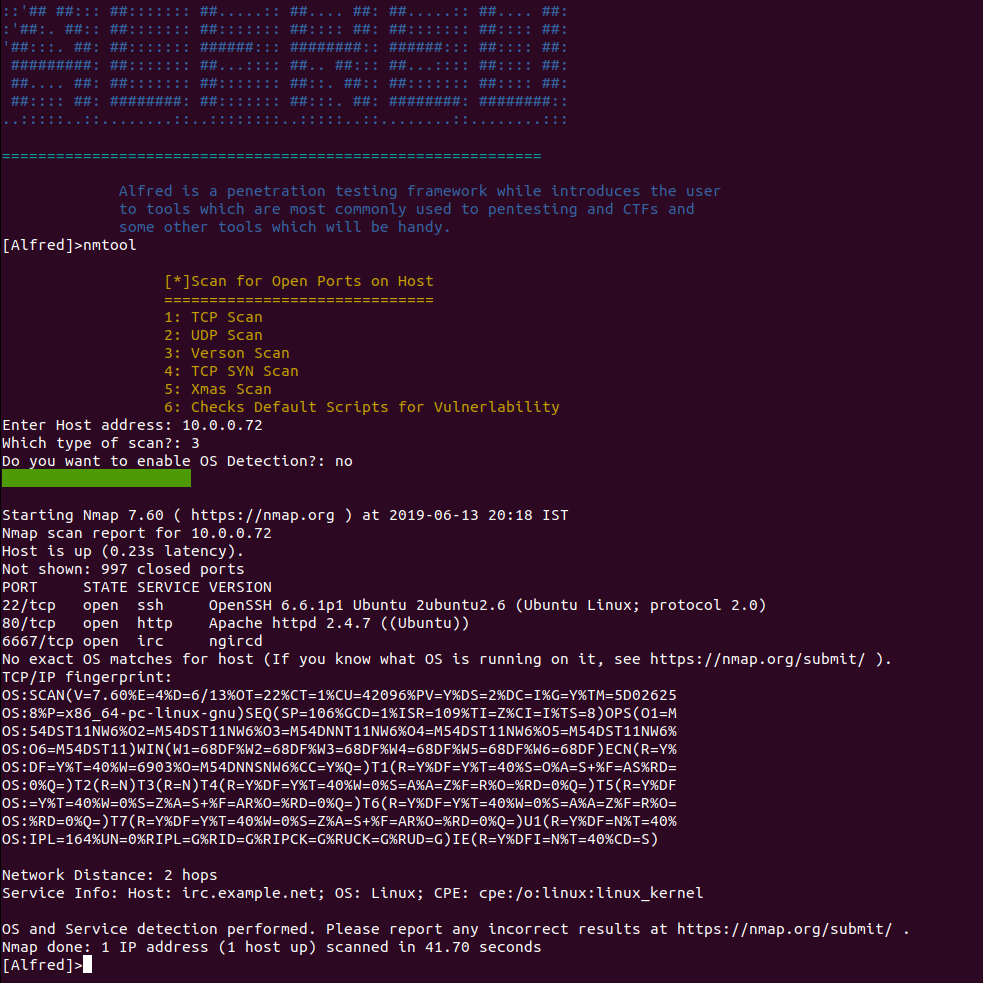 ::'## ##::: ##::::::: ##.....:: ##.... ##: ##.....:: ##.... ##:
:'##:. ##:: ##::::::: ##::::::: ##:::: ##: ##::::::: ##:::: ##:
'##:::. ##: ##::::::: ######::: ########:: ######::: ##:::: ##:
#########: ##::::::: ##...:::: ##.. ##::: ##...:::: ##:::: ##:
##.... ##: ##::::::: ##::::::: ##::. ##:: ##::::::: ##:::: ##:
##:::: ##: ########: ##::::::: ##:::. ##: ########: ########::
..:::::..::........::..::::::::..:::::..::........::........:::
============================================================
Alfred is a penetration testing framework while introduces the user
to tools which are most commonly used to pentesting and CTFs and
some other tools which will be handy.
[Alfred]>nmtool
[*]Scan for Open Ports on Host
==============================
1: TCP Scan
2: UDP Scan
3: Verson Scan
4: TCP SYN Scan
5: Xmas Scan
6: Checks Default Scripts for Vulnerlability
Enter Host address: 10.0.0.72
Which type of scan?: 3
Do you want to enable OS Detection?: no
Starting Nmap 7.60 ( https://nmap.org ) at 2019-06-13 20:18 IST
Nmap scan report for 10.0.0.72
Host is up (0.23s latency).
Not shown: 997 closed ports
PORT     STATE SERVICE VERSION
22/tcp   open  ssh     OpenSSH 6.6.1p1 Ubuntu 2ubuntu2.6 (Ubuntu Linux; protocol 2.0)
80/tcp   open  http    Apache httpd 2.4.7 ((Ubuntu))
6667/tcp open  irc     ngircd
No exact OS matches for host (If you know what OS is running on it, see https://nmap.org/submit/ ).
TCP/IP fingerprint:
OS:SCAN(V=7.60%E=4%D=6/13%OT=22%CT=1%CU=42096%PV=Y%DS=2%DC=I%G=Y%TM=5D02625
OS:8%P=x86_64-pc-linux-gnu)SEQ(SP=106%GCD=1%ISR=109%TI=Z%CI=I%TS=8)OPS(O1=M
OS:54DST11NW6%O2=M54DST11NW6%O3=M54DNNT11NW6%O4=M54DST11NW6%O5=M54DST11NW6%
OS:O6=M54DST11)WIN(W1=68DF%W2=68DF%W3=68DF%W4=68DF%W5=68DF%W6=68DF)ECN(R=Y%
OS:DF=Y%T=40%W=6903%O=M54DNNSNW6%CC=Y%Q=)T1(R=Y%DF=Y%T=40%S=O%A=S+%F=AS%RD=
OS:0%Q=)T2(R=N)T3(R=N)T4(R=Y%DF=Y%T=40%W=0%S=A%A=Z%F=R%O=%RD=0%Q=)T5(R=Y%DF
OS:=Y%T=40%W=0%S=Z%A=S+%F=AR%O=%RD=0%Q=)T6(R=Y%DF=Y%T=40%W=0%S=A%A=Z%F=R%O=
OS:%RD=0%Q=)T7(R=Y%DF=Y%T=40%W=0%S=Z%A=S+%F=AR%O=%RD=0%Q=)U1(R=Y%DF=N%T=40%
OS:IPL=164%UN=0%RIPL=G%RID=G%RIPCK=G%RUCK=G%RUD=G)IE(R=Y%DFI=N%T=40%CD=S)
Network Distance: 2 hops
Service Info: Host: irc.example.net; OS: Linux; CPE: cpe:/o:linux:linux_kernel
OS and Service detection performed. Please report any incorrect results at https://nmap.org/submit/ .
Nmap done: 1 IP address (1 host up) scanned in 41.70 seconds
[Alfred]>